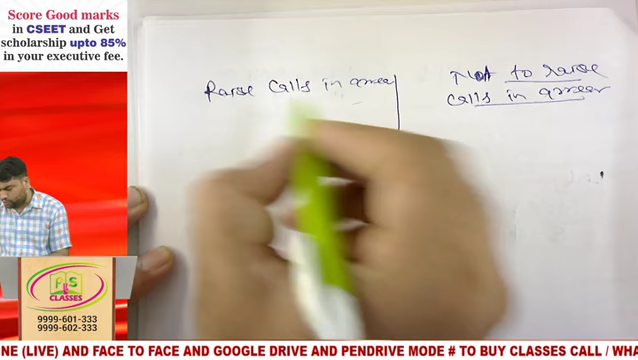 Score Good marks
in CSEET and Get
scholarship upto 85%
in your executive fee.
Raise Calls in arrear
Not to raise
Calls in arrear
CLASSES
9999-601-333
9999-602-333
NE (LIVE) AND FACE TO FACE AND GOOGLE DRIVE AND PENDRIVE MODE # TO BUY CLASSES CALL / WHA